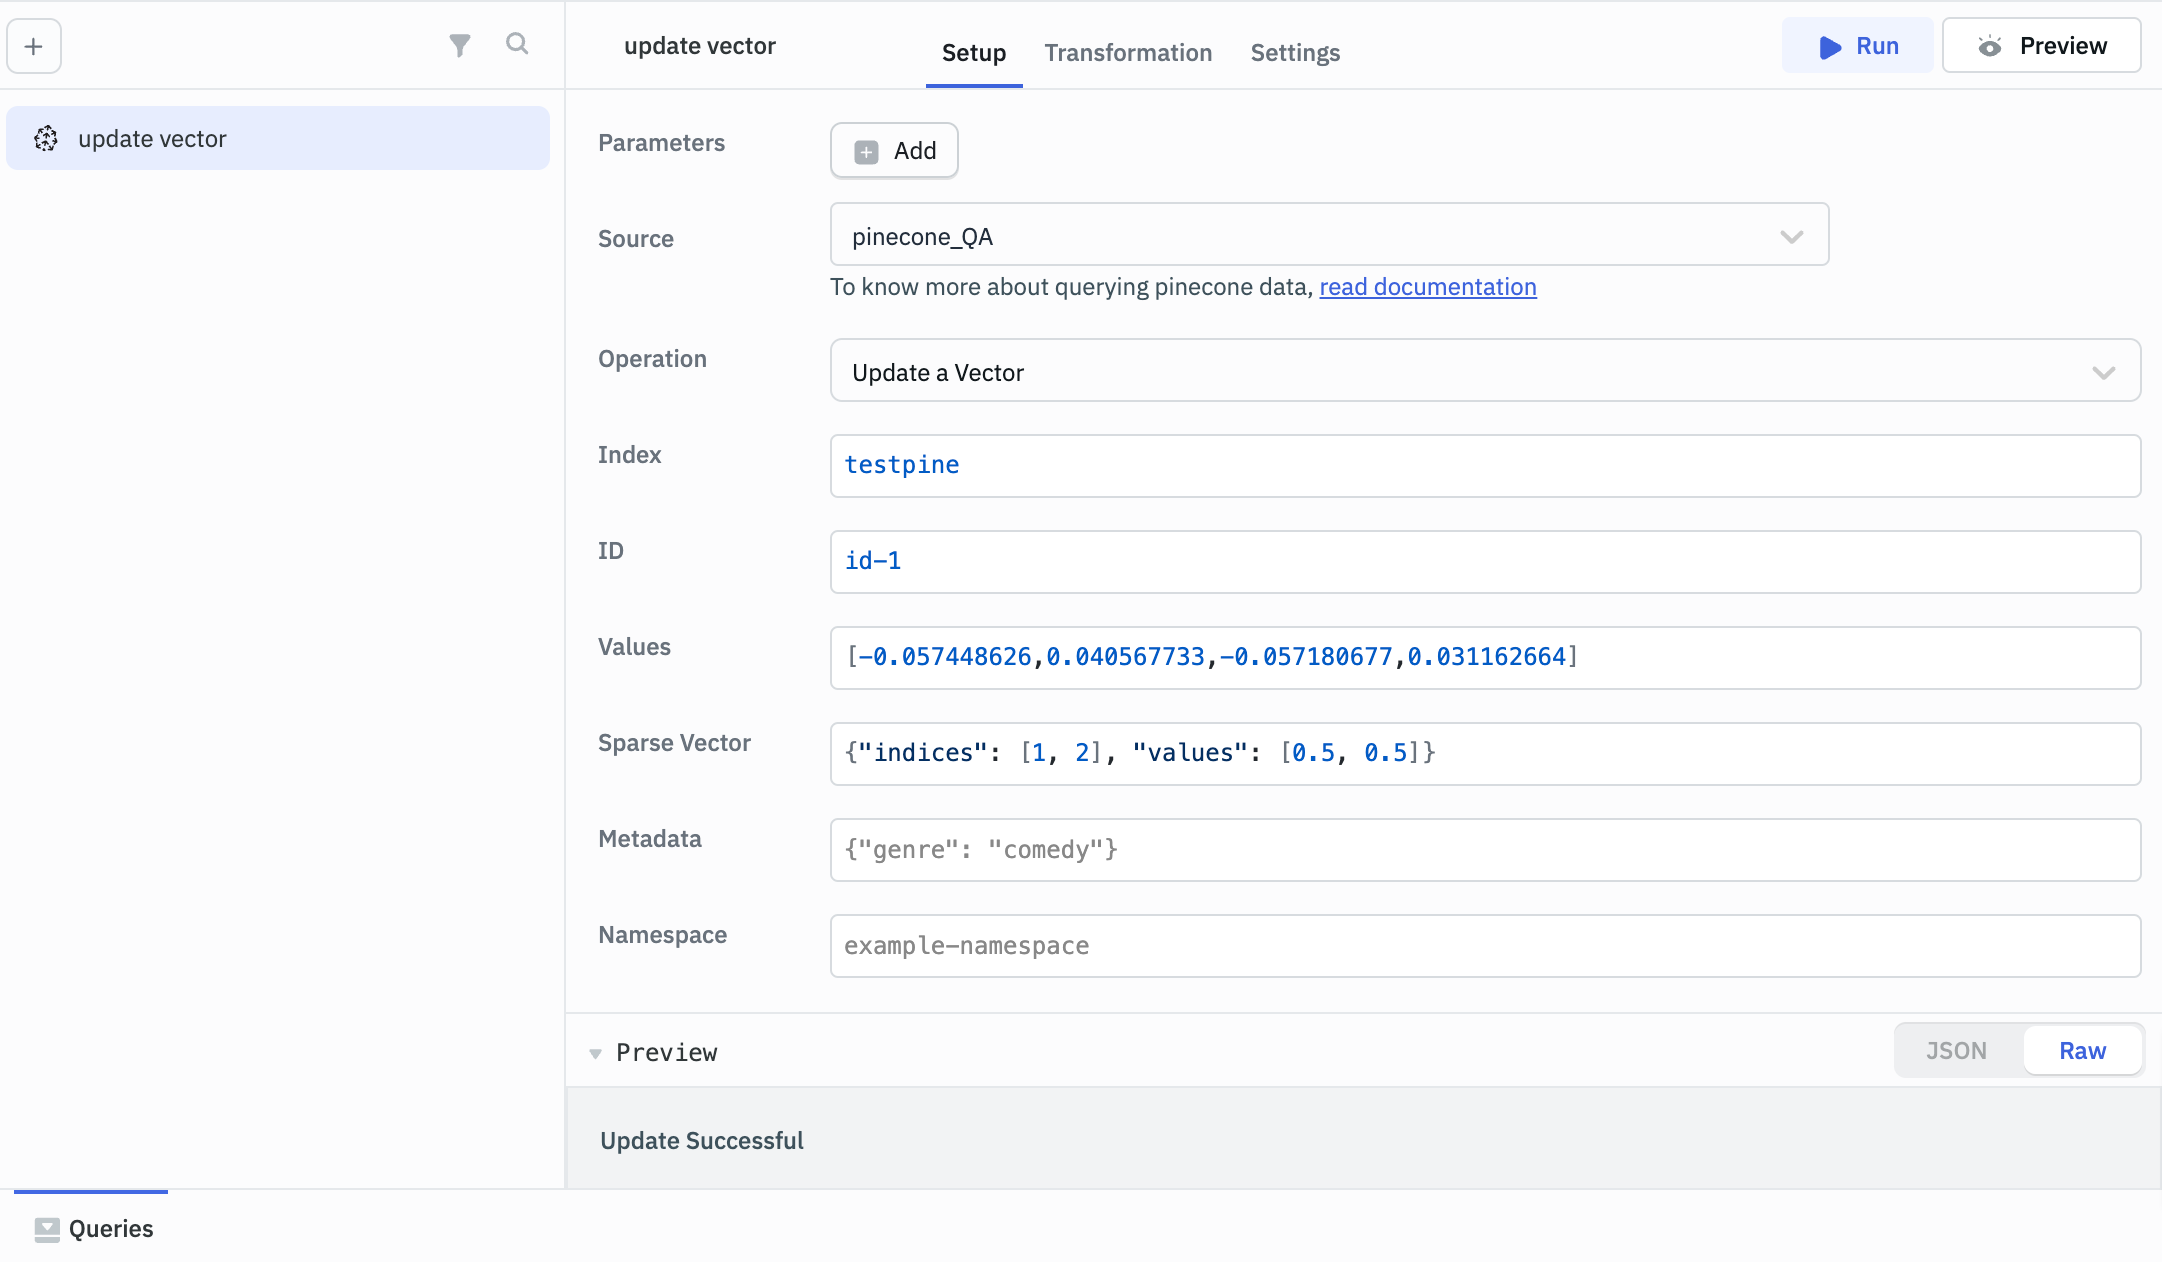 update vector
Setup
Transformation
Settings
Run
Preview
update vector
Parameters
Add
Source
pinecone_QA
To know more about querying pinecone data, read documentation
Operation
Update a Vector
Index
testpine
ID
id-1
Values
[-0.057448626,0.040567733,-0.057180677,0.031162664]
Sparse Vector
{"indices": [1, 2], "values": [0.5, 0.5]}
Metadata
{"genre": "comedy"}
Namespace
example-namespace
Preview
JSON
Raw
Update Successful
Queries